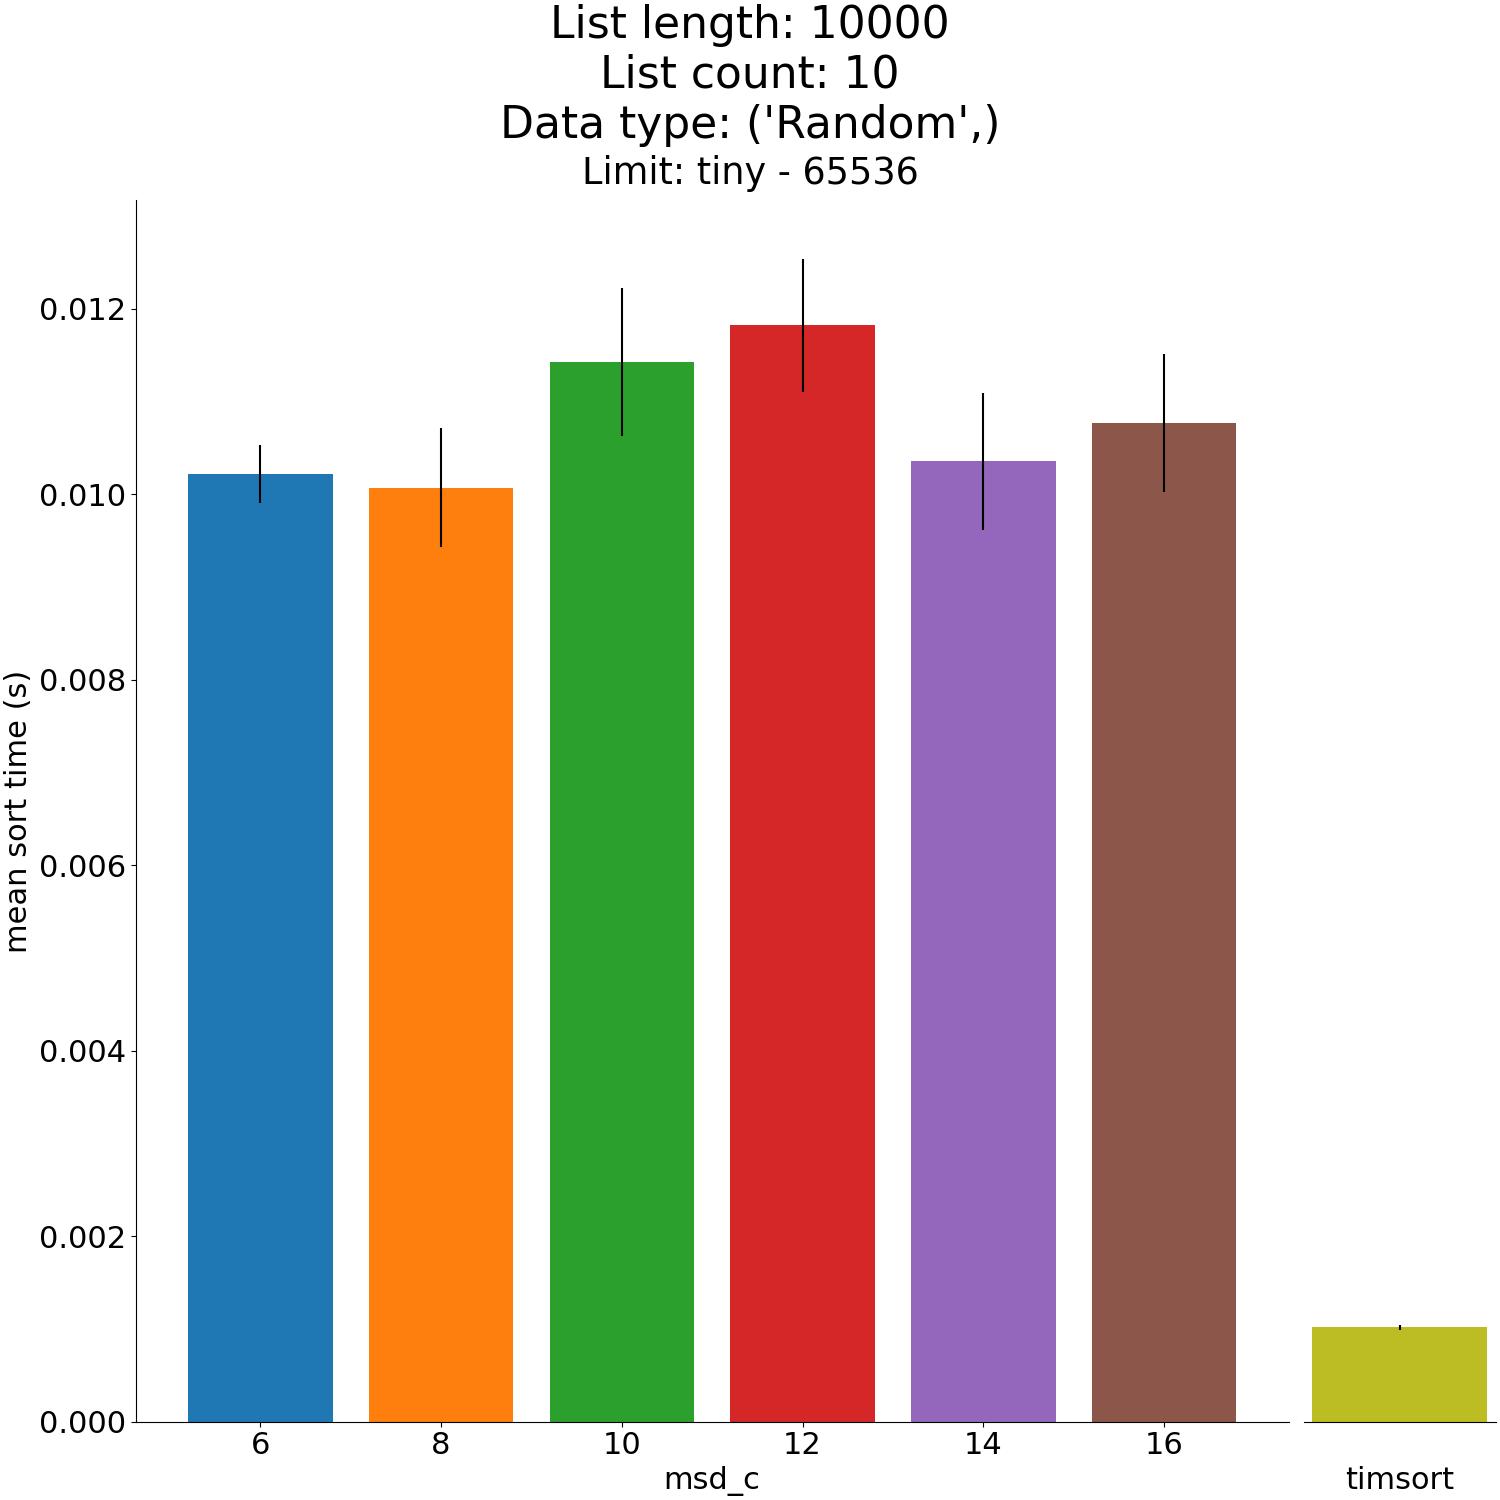 List length: 10000
List count: 10
Data type: ('Random',)
Limit: tiny - 65536
mean sort time (s)
0.012
0.010
0.008
0.006
0.004
0.002
0.000
6 8 10 12 14 16
msd_c
timsort